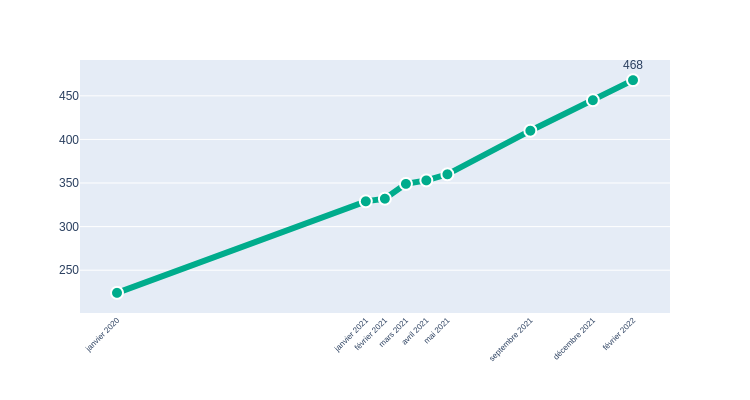 468
450
400
350
300
250
janvier 2020
janvier 2021
février 2021
mars 2021
avril 2021
mai 2021
septembre 2021
décembre 2021
février 2022